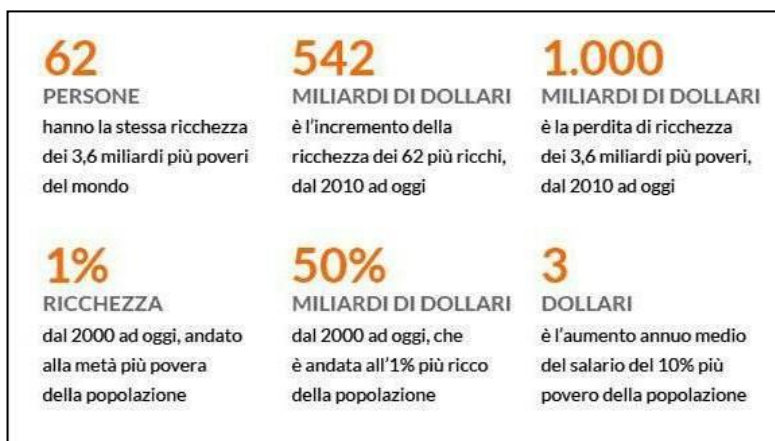 62
PERSONE
hanno la stessa ricchezza
dei 3,6 miliardi più poveri
del mondo
542
MILIARDI DI DOLLARI
è l'incremento della
ricchezza dei 62 più ricchi,
dal 2010 ad oggi
1.000
MILIARDI DI DOLLARI
è la perdita di ricchezza
dei 3,6 miliardi più poveri,
dal 2010 ad oggi
1%
RICCHEZZA
dal 2000 ad oggi, andato
alla metà più povera
della popolazione
50%
MILIARDI DI DOLLARI
dal 2000 ad oggi, che
è andata all'1% più ricco
della popolazione
3
DOLLARI
è l'aumento annuo medio
del salario del 10% più
povero della popolazione